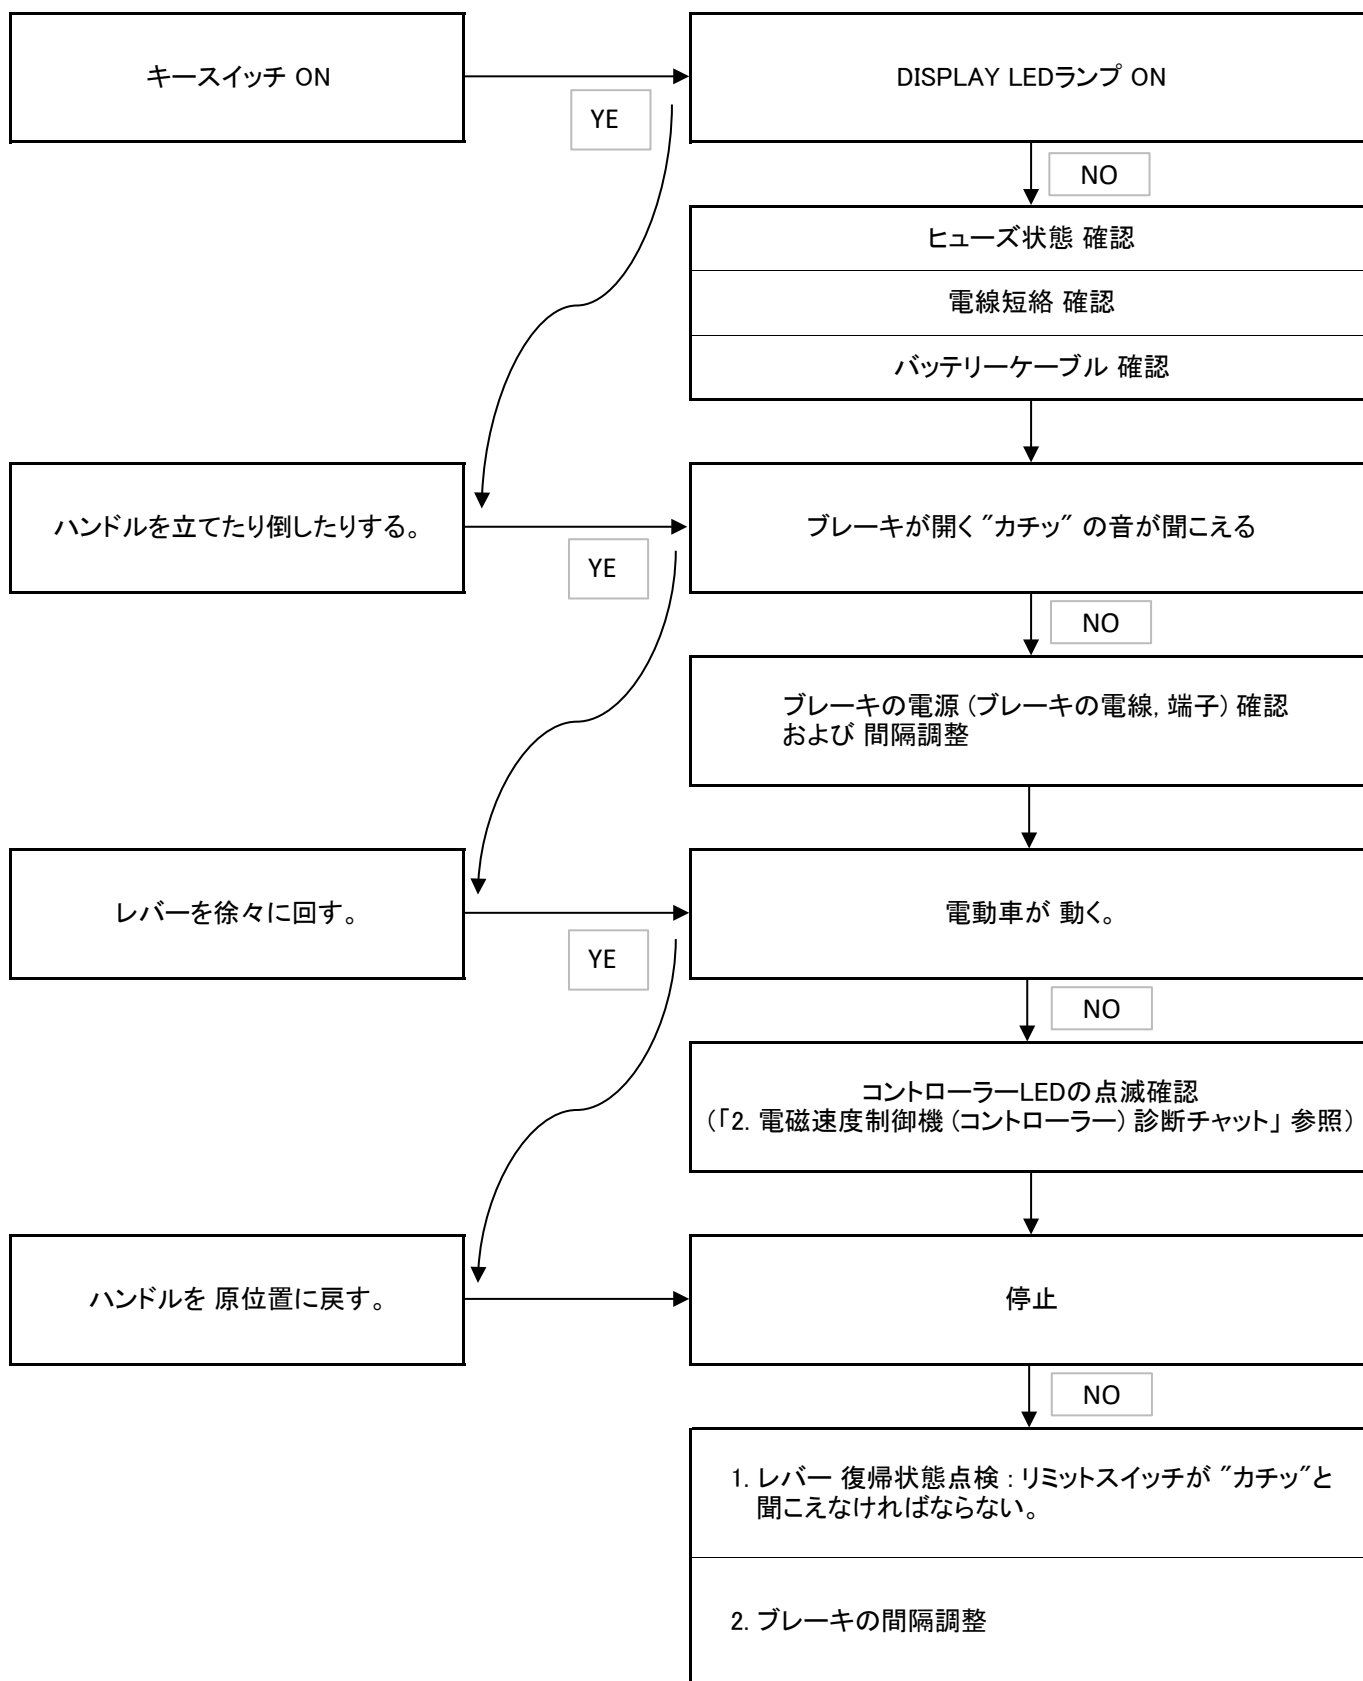 キースイッチ ON
DISPLAY LEDランプ ON
YE
NO
ヒューズ状態 確認
電線短絡 確認
バッテリーケーブル 確認
ハンドルを立てたり倒したりする。
ブレーキが開く "カチッ" の音が聞こえる
YE
NO
ブレーキの電源 (ブレーキの電線, 端子) 確認
および 間隔調整
レバーを徐々に回す。
電動車が 動く。
YE
NO
コントローラーLEDの点滅確認
(「2. 電磁速度制御機 (コントローラー) 診断チャット」 参照)
ハンドルを 原位置に戻す。
停止
NO
1. レバー 復帰状態点検 : リミットスイッチが "カチッ"と
聞こえなければならない。
2. ブレーキの間隔調整